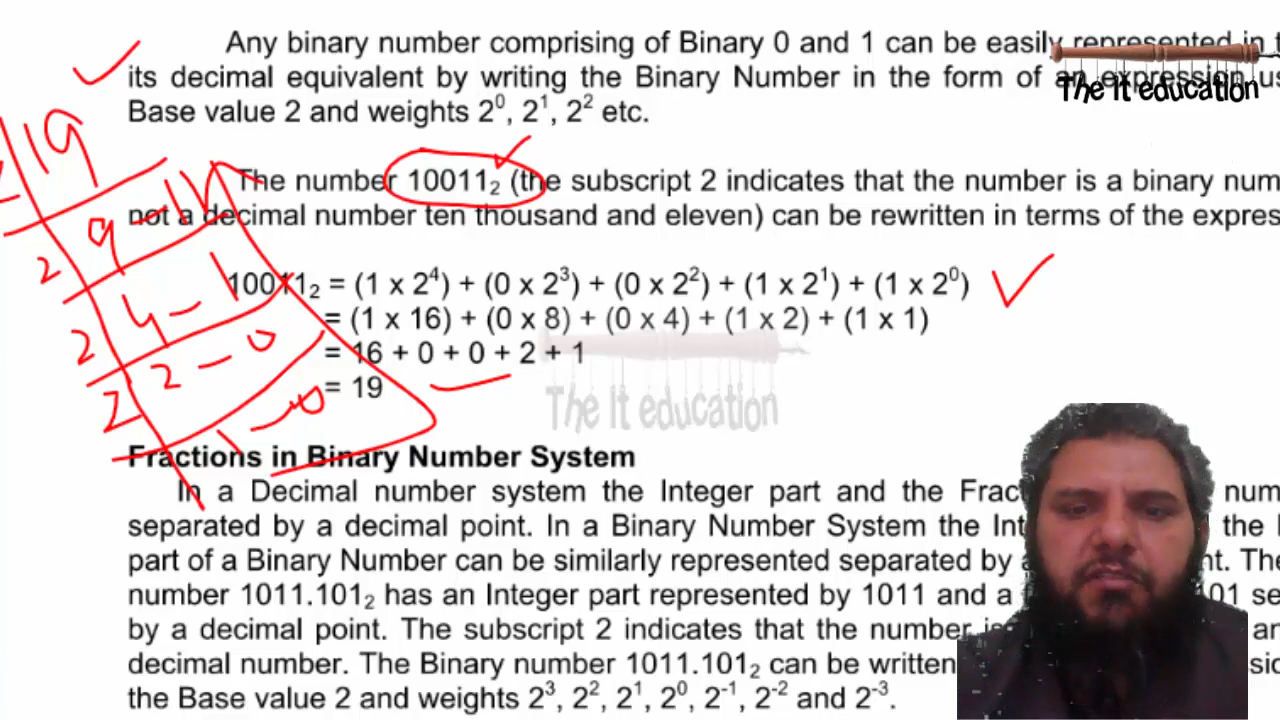 Any binary number comprising of Binary 0 and 1 can be easily represented in
its decimal equivalent by writing the Binary Number in the form of an expression
Base value 2 and weights 2⁰, 2¹, 2² etc.
The It education
19
The number 10011₂ (the subscript 2 indicates that the number is a binary
not a decimal number ten thousand and eleven) can be rewritten in terms of the
2 9 - 1
10011₂ = (1 x 2⁴) + (0 x 2³) + (0 x 2²) + (1 x 2¹) + (1 x 2⁰)
2 4 - 1
= (1 x 16) + (0 x 8) + (0 x 4) + (1 x 2) + (1 x 1)
2 2 - 0
= 16 + 0 + 0 + 2 + 1
2 1 - 0
= 19
The It education
Fractions in Binary Number System
In a Decimal number system the Integer part and the
separated by a decimal point. In a Binary Number System the the
part of a Binary Number can be similarly represented separated by
number 1011.101₂ has an Integer part represented by 1011 and a
by a decimal point. The subscript 2 indicates that the number
decimal number. The Binary number 1011.101₂ can be written
the Base value 2 and weights 2³, 2², 2¹, 2⁰, 2⁻¹, 2⁻² and 2⁻³.